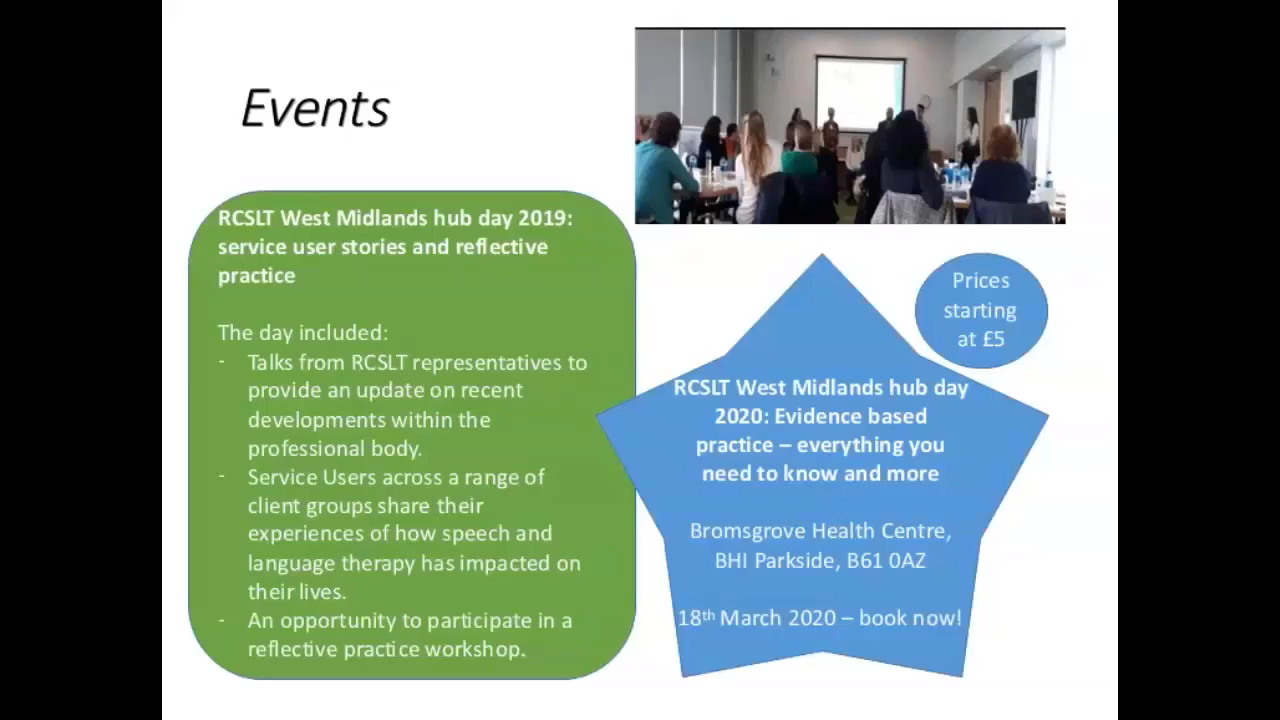 Events
RCSLT West Midlands hub day 2019:
service user stories and reflective
practice
The day included:
- Talks from RCSLT representatives to
provide an update on recent
developments within the
professional body.
- Service Users across a range of
client groups share their
experiences of how speech and
language therapy has impacted on
their lives.
- An opportunity to participate in a
reflective practice workshop.
Prices
starting
at £5
RCSLT West Midlands hub day
2020: Evidence based
practice – everything you
need to know and more
Bromsgrove Health Centre,
BHI Parkside, B61 0AZ
18th March 2020 – book now!